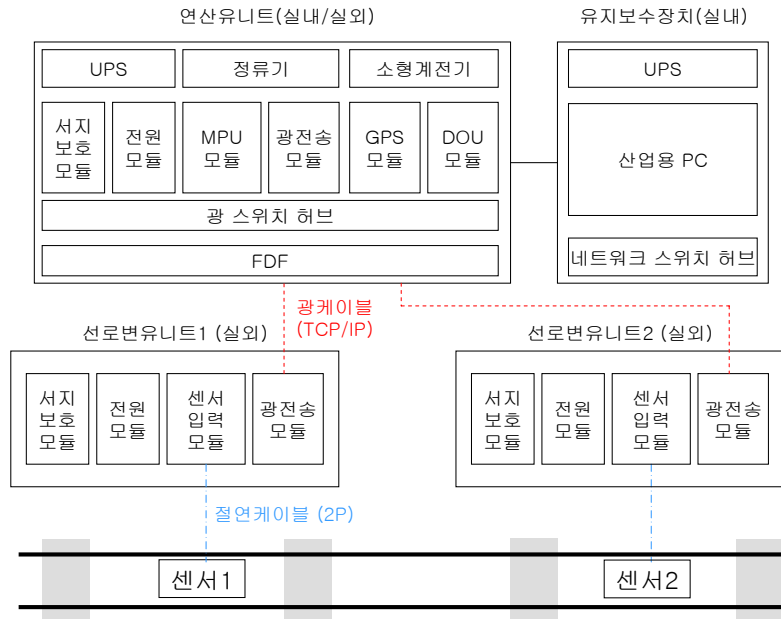 연산유니트(실내/실외)
유지보수장치(실내)
UPS
정류기
소형계전기
UPS
서지
보호
모듈
전원
모듈
MPU
모듈
광전송
모듈
GPS
모듈
DOU
모듈
산업용 PC
광 스위치 허브
FDF
네트워크 스위치 허브
광케이블
(TCP/IP)
선로변유니트1 (실외)
선로변유니트2 (실외)
서지
보호
모듈
전원
모듈
센서
입력
모듈
광전송
모듈
서지
보호
모듈
전원
모듈
센서
입력
모듈
광전송
모듈
절연케이블 (2P)
센서1
센서2